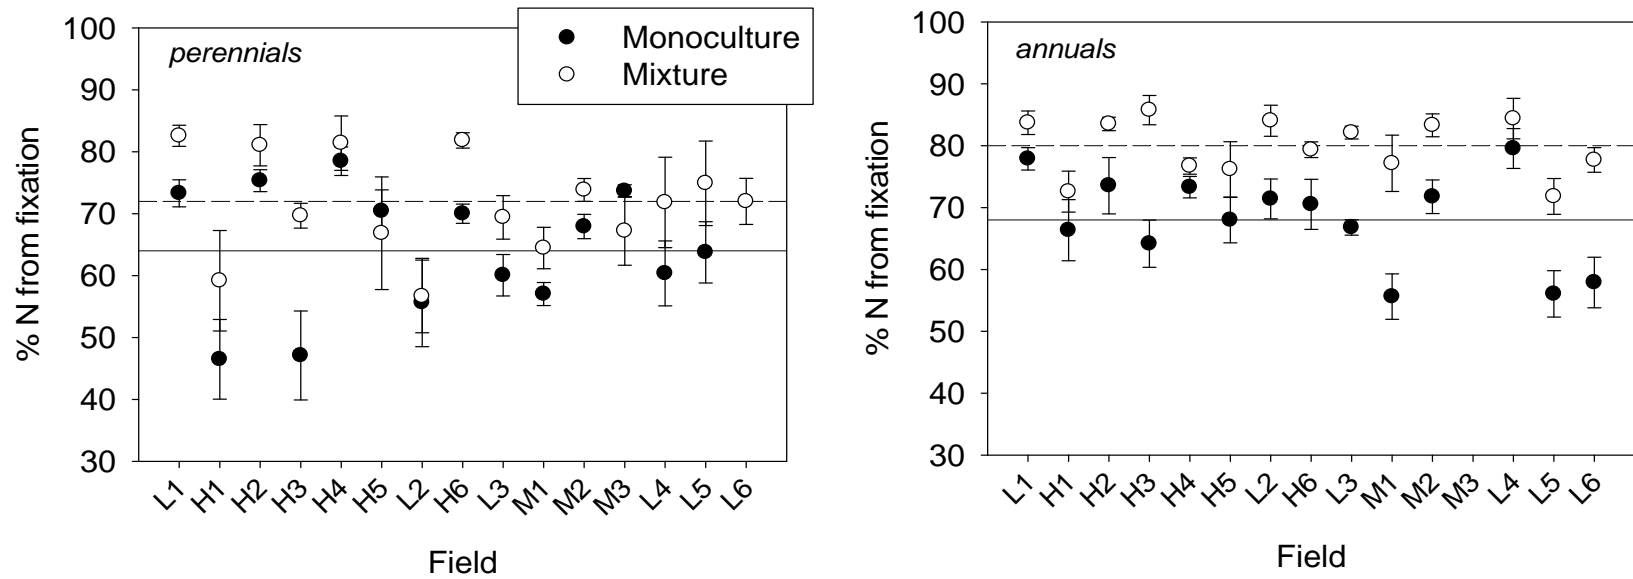 perennials
Monoculture
Mixture
% N from fixation
100
90
80
70
60
50
40
30
L1 H1 H2 H3 H4 H5 L2 H6 L3 M1 M2 M3 L4 L5 L6
Field
annuals
% N from fixation
100
90
80
70
60
50
40
30
L1 H1 H2 H3 H4 H5 L2 H6 L3 M1 M2 M3 L4 L5 L6
Field